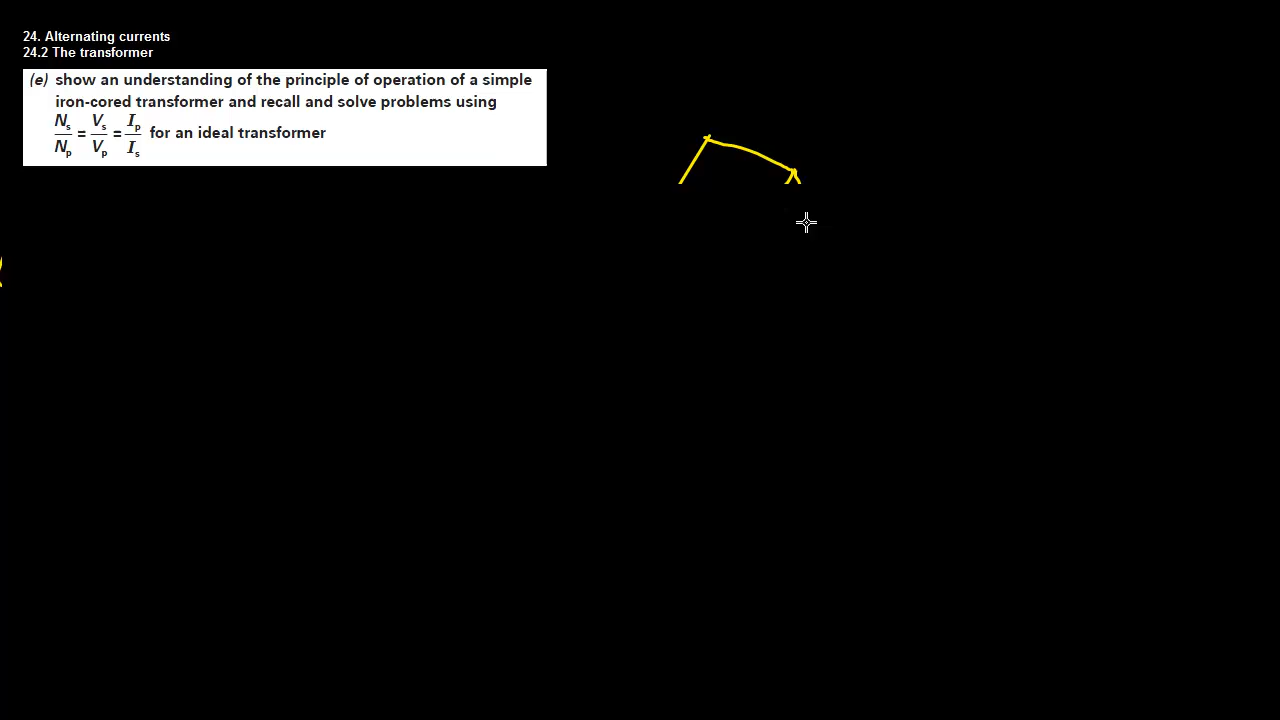 24. Alternating currents
24.2 The transformer
(e) show an understanding of the principle of operation of a simple
iron-cored transformer and recall and solve problems using
Ns/Np = Vs/Vp = Ip/Is for an ideal transformer